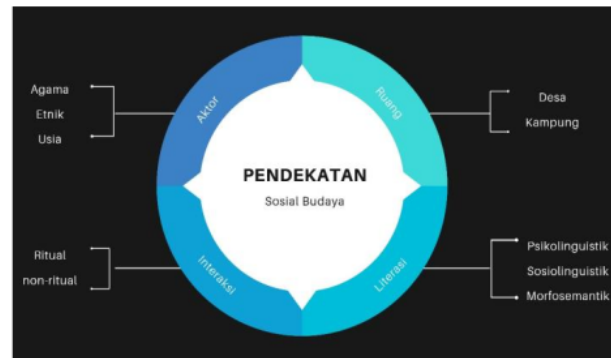 Agama
Etnik
Usia
Aktor
Ruang
Desa
Kampung
PENDEKATAN
Sosial Budaya
Ritual
non-ritual
Interaksi
Literasi
Psikolinguistik
Sosiolinguistik
Morfosemantik